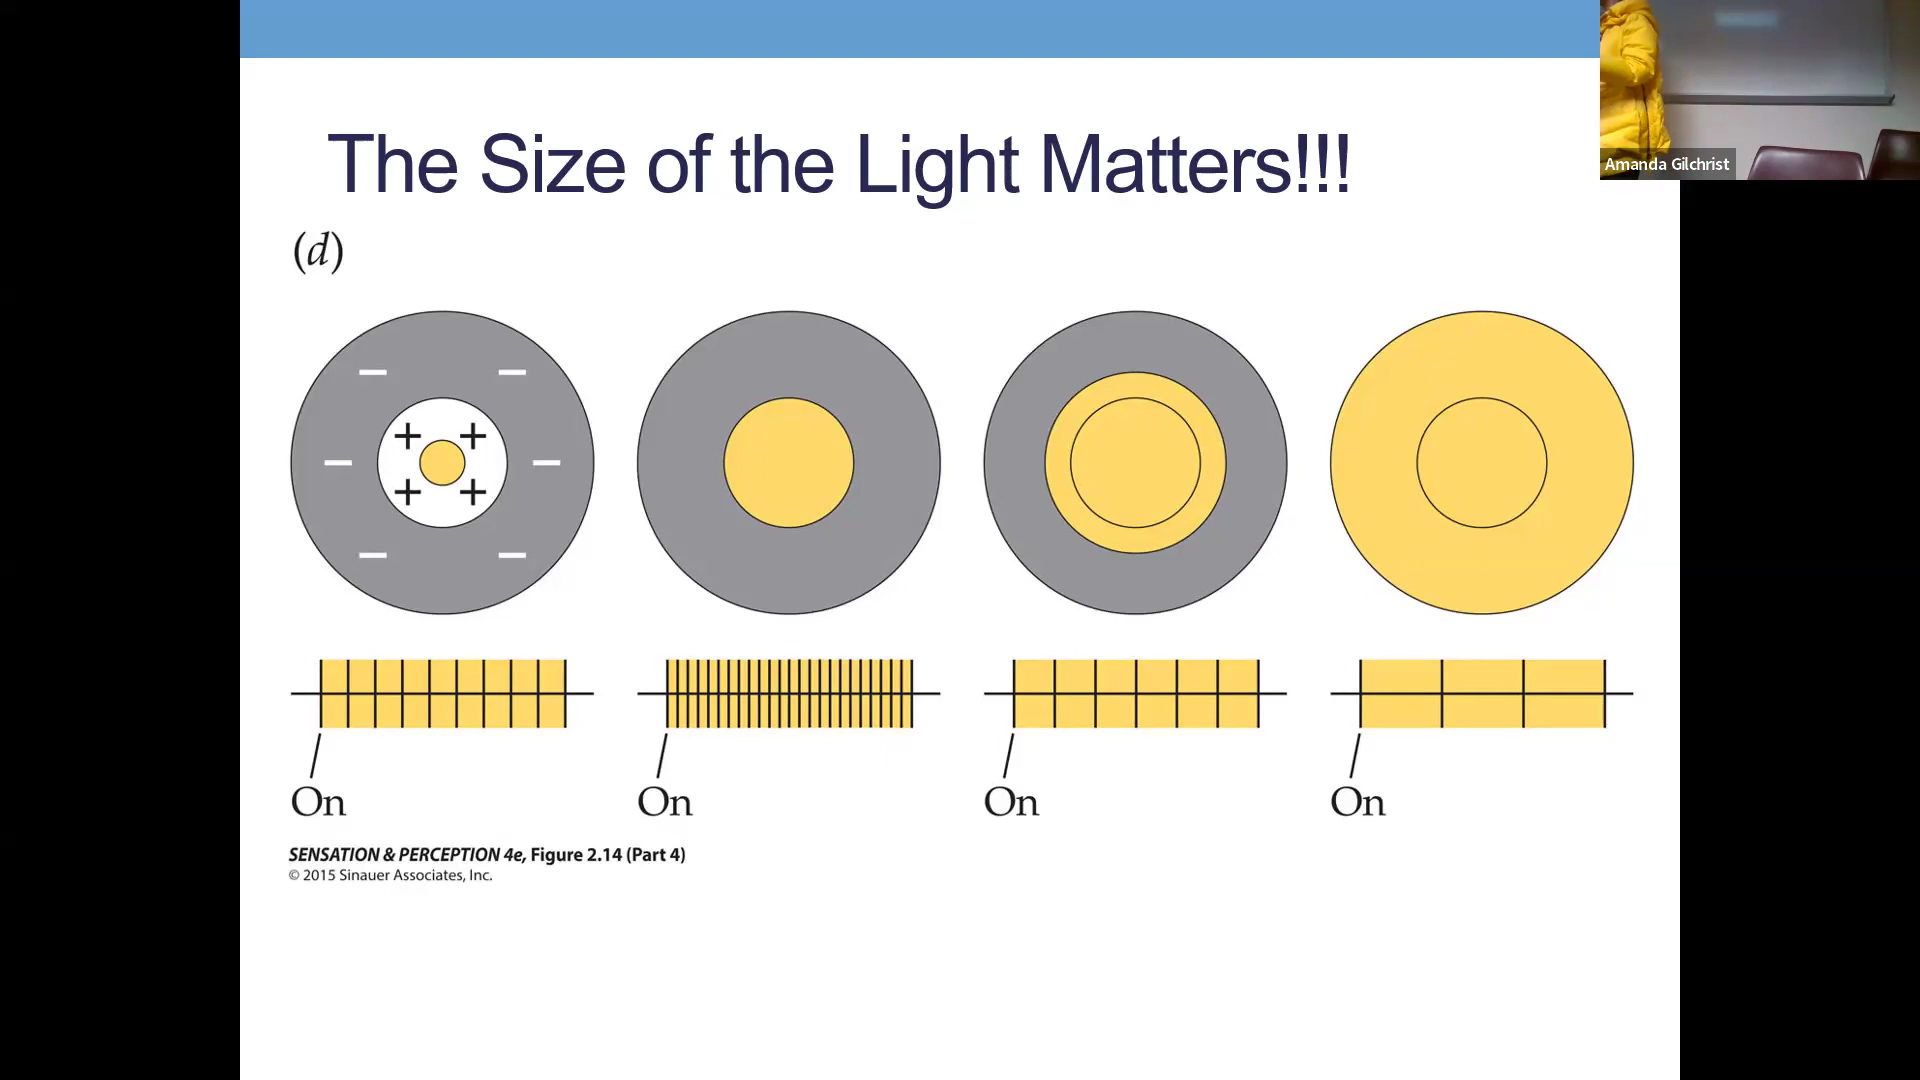 The Size of the Light Matters!!!
Amanda Gilchrist
(d)
− −
+ +
− −
+ +
− −
On On On On
SENSATION & PERCEPTION 4e, Figure 2.14 (Part 4)
© 2015 Sinauer Associates, Inc.